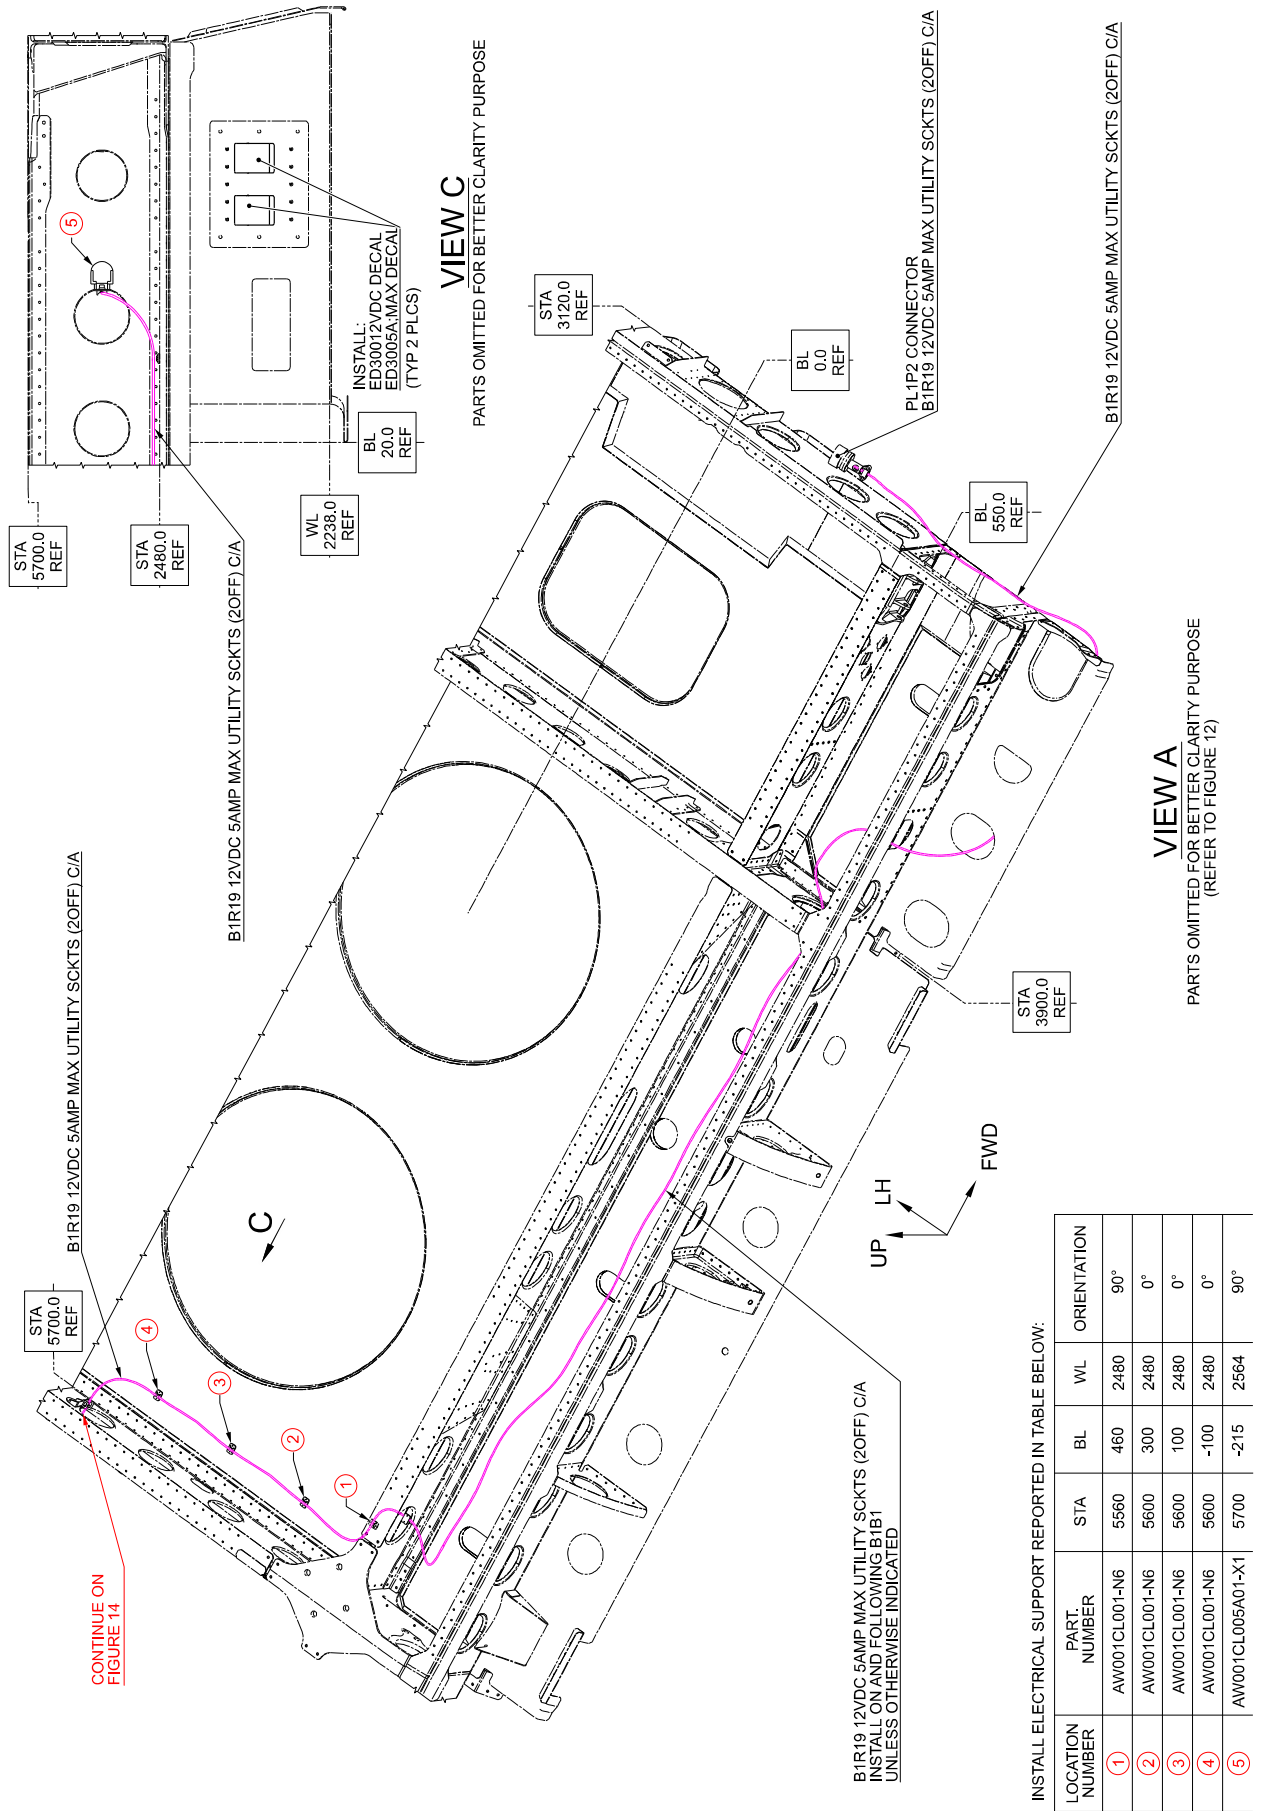 STA
5700.0
REF
STA
2480.0
REF
WL
2238.0
REF
BL
20.0
REF
5
INSTALL:
ED30012VDC DECAL
ED3005A:MAX DECAL
(TYP 2 PLCS)
B1R19 12VDC 5AMP MAX UTILITY SCKTS (2OFF) C/A
VIEW C
PARTS OMITTED FOR BETTER CLARITY PURPOSE
CONTINUE ON
FIGURE 14
STA
5700.0
REF
B1R19 12VDC 5AMP MAX UTILITY SCKTS (2OFF) C/A
4
3
2
1
C
STA
3120.0
REF
BL
0.0
REF
PL1P2 CONNECTOR
B1R19 12VDC 5AMP MAX UTILITY SCKTS (2OFF) C/A
BL
550.0
REF
B1R19 12VDC 5AMP MAX UTILITY SCKTS (2OFF) C/A
STA
3900.0
REF
UP
LH
FWD
B1R19 12VDC 5AMP MAX UTILITY SCKTS (2OFF) C/A
INSTALL ON AND FOLLOWING B1B1
UNLESS OTHERWISE INDICATED
VIEW A
PARTS OMITTED FOR BETTER CLARITY PURPOSE
(REFER TO FIGURE 12)
INSTALL ELECTRICAL SUPPORT REPORTED IN TABLE BELOW:
LOCATION NUMBER PART. NUMBER STA BL WL ORIENTATION
1 AW001CL001-N6 5560 460 2480 90°
2 AW001CL001-N6 5600 300 2480 0°
3 AW001CL001-N6 5600 100 2480 0°
4 AW001CL001-N6 5600 -100 2480 0°
5 AW001CL005A01-X1 5700 -215 2564 90°